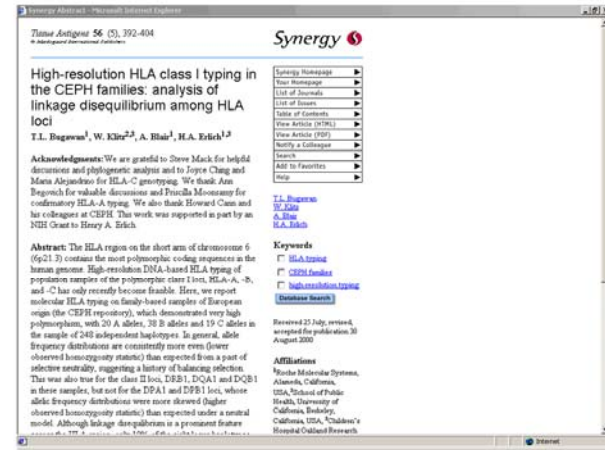 Synergy Abstract - Microsoft Internet Explorer
Tissue Antigens 56 (5), 392-404
© Munksgaard International Publishers
Synergy
High-resolution HLA class I typing in
the CEPH families: analysis of
linkage disequilibrium among HLA
loci
T.L. Bugawan1, W. Klitz2,3, A. Blair1, H.A. Erlich1,3
Acknowledgments: We are grateful to Steve Mack for helpful
discussions and phylogenetic analysis and to Joyce Ching and
Maria Alejandrino for HLA-C genotyping. We thank Ann
Begovich for valuable discussions and Priscilla Moonsamy for
confirmatory HLA-A typing. We also thank Howard Cann and
his colleagues at CEPH. This work was supported in part by an
NIH Grant to Henry A. Erlich.
Abstract: The HLA region on the short arm of chromosome 6
(6p21.3) contains the most polymorphic coding sequences in the
human genome. High-resolution DNA-based HLA typing of
population samples of the polymorphic class I loci, HLA-A, -B,
and -C has only recently become feasible. Here, we report
molecular HLA typing on family-based samples of European
origin (the CEPH repository), which demonstrated very high
polymorphism, with 20 A alleles, 38 B alleles and 19 C alleles in
the sample of 248 independent haplotypes. In general, allele
frequency distributions are consistently more even (lower
observed homozygosity statistic) than expected from a past of
selective neutrality, suggesting a history of balancing selection.
This was also true for the class II loci, DRB1, DQA1 and DQB1
in these samples, but not for the DPA1 and DPB1 loci, whose
allelic frequency distributions were more skewed (higher
observed homozygosity statistic) than expected under a neutral
model. Although linkage disequilibrium is a prominent feature
Synergy Homepage
Your Homepage
List of Journals
List of Issues
Table of Contents
View Article (HTML)
View Article (PDF)
Notify a Colleague
Search
Add to Favorites
Help
T.L. Bugawan
W. Klitz
A. Blair
H.A. Erlich
Keywords
HLA typing
CEPH families
high-resolution typing
Database Search
Received 25 July, revised,
accepted for publication 30
August 2000
Affiliations
1Roche Molecular Systems,
Alameda, California,
USA, 2School of Public
Health, University of
California, Berkeley,
California, USA, 3Children's
Hospital Oakland Research
Internet